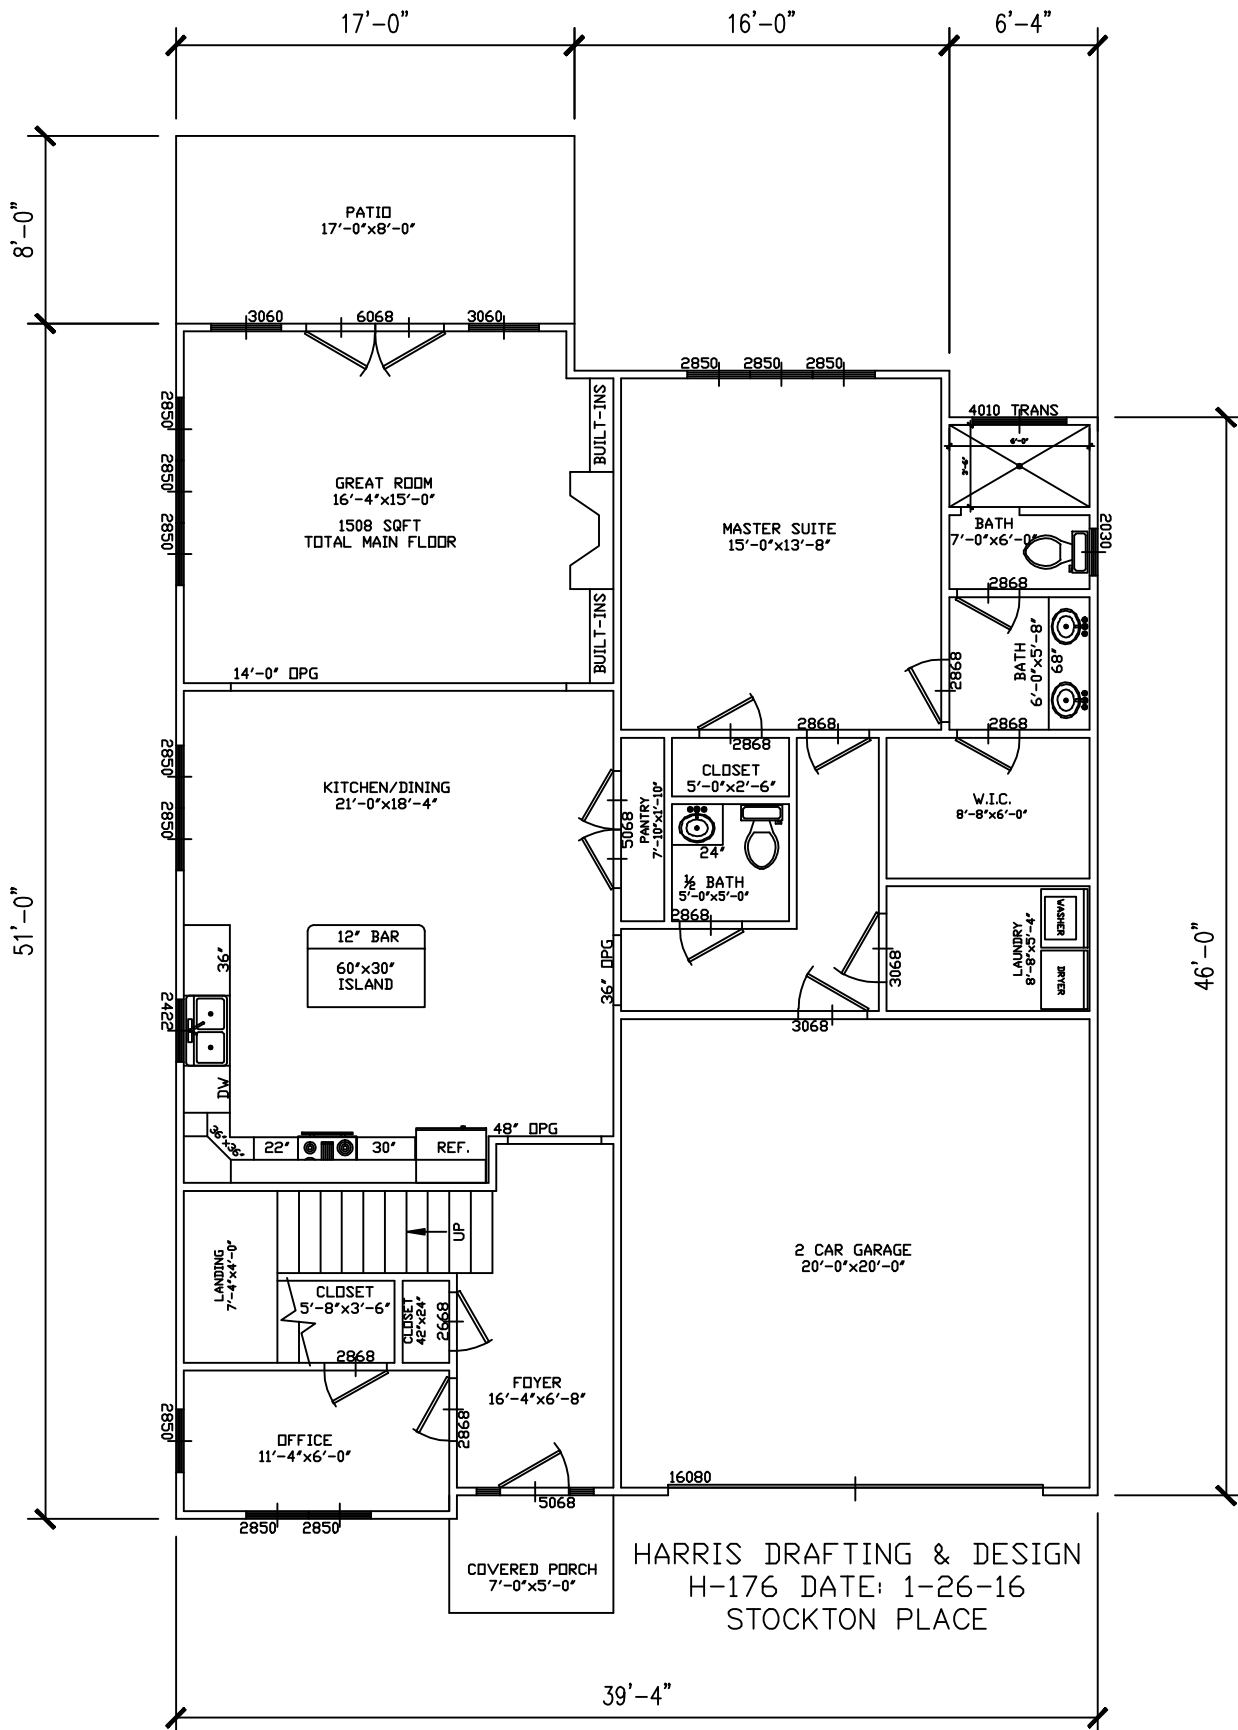 17'-0"
16'-0"
6'-4"
8'-0"
PATIO
17'-0"x8'-0"
3060
6068
3060
2850
2850
2850
2850
2850
2850
BUILT-INS
4010 TRANS
6'-0"
3'-6"
GREAT ROOM
16'-4"x15'-0"
1508 SQFT
TOTAL MAIN FLOOR
MASTER SUITE
15'-0"x13'-8"
BATH
7'-0"x6'-0"
2030
2868
BUILT-INS
BATH
6'-0"x5'-8"
68"
2868
14'-0" OPG
2868
2868
2868
2850
2850
KITCHEN/DINING
21'-0"x18'-4"
5068
PANTRY
7'-10"x1'-10"
CLOSET
5'-0"x2'-6"
W.I.C.
8'-8"x6'-0"
24"
½ BATH
5'-0"x5'-0"
2868
51'-0"
46'-0"
36"
12" BAR
60"x30"
ISLAND
36" OPG
3068
LAUNDRY
8'-8"x5'-4"
WASHER
DRYER
2422
3068
DW
36"x36"
22"
30"
REF.
48" OPG
LANDING
7'-4"x4'-0"
UP
2 CAR GARAGE
20'-0"x20'-0"
CLOSET
5'-8"x3'-6"
CLOSET
42"x24"
2668
2868
FOYER
16'-4"x6'-8"
2850
OFFICE
11'-4"x6'-0"
2868
16080
2850
2850
5068
COVERED PORCH
7'-0"x5'-0"
HARRIS DRAFTING & DESIGN
H-176 DATE: 1-26-16
STOCKTON PLACE
39'-4"